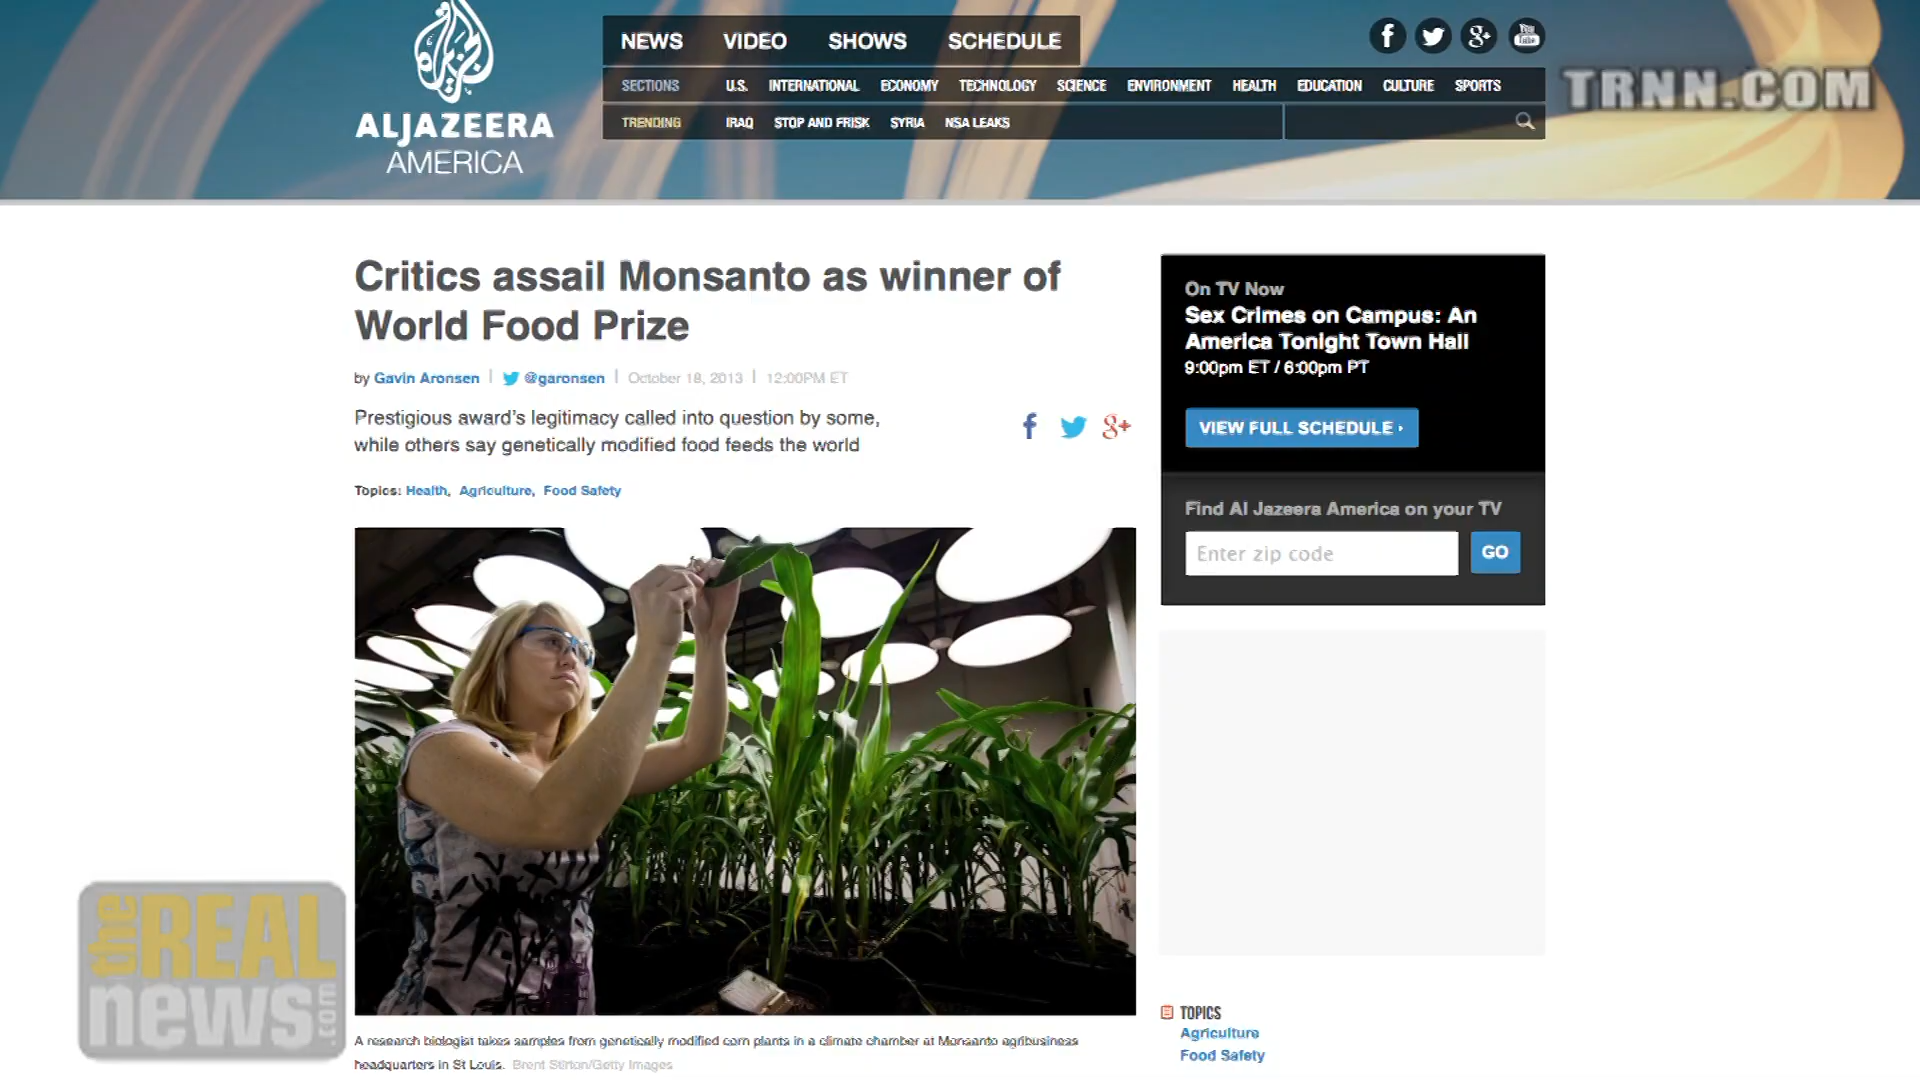 NEWS VIDEO SHOWS SCHEDULE
TRNN.COM
SECTIONS U.S. INTERNATIONAL ECONOMY TECHNOLOGY SCIENCE ENVIRONMENT HEALTH EDUCATION CULTURE SPORTS
TRENDING IRAQ STOP AND FRISK SYRIA NSA LEAKS
ALJAZEERA
AMERICA
Critics assail Monsanto as winner of
World Food Prize
by Gavin Aronsen | @garonsen | October 18, 2013 | 12:00PM ET
Prestigious award's legitimacy called into question by some,
while others say genetically modified food feeds the world
Topics: Health, Agriculture, Food Safety
On TV Now
Sex Crimes on Campus: An
America Tonight Town Hall
9:00pm ET / 6:00pm PT
VIEW FULL SCHEDULE ›
Find Al Jazeera America on your TV
Enter zip code GO
TOPICS
Agriculture
Food Safety
the REAL
news.com
A research biologist takes samples from genetically modified corn plants in a climate chamber at Monsanto agribusiness
headquarters in St Louis. Brent Stirton/Getty Images